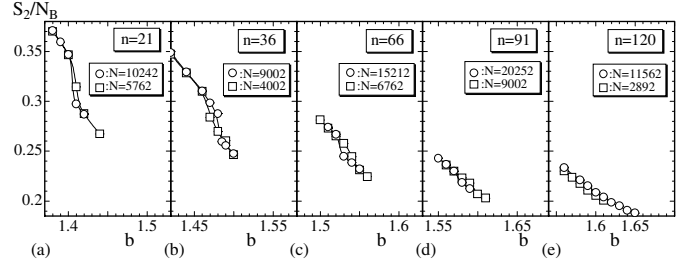 S2/NB
n=21
n=36
n=66
n=91
n=120
:N=10242
:N=5762
:N=9002
:N=4002
:N=15212
:N=6762
:N=20252
:N=9002
:N=11562
:N=2892
0.35
0.3
0.25
0.2
1.4 b 1.5
1.45 b 1.55
1.5 b 1.6
1.55 b 1.65
1.6 b
(a) (b) (c) (d) (e)